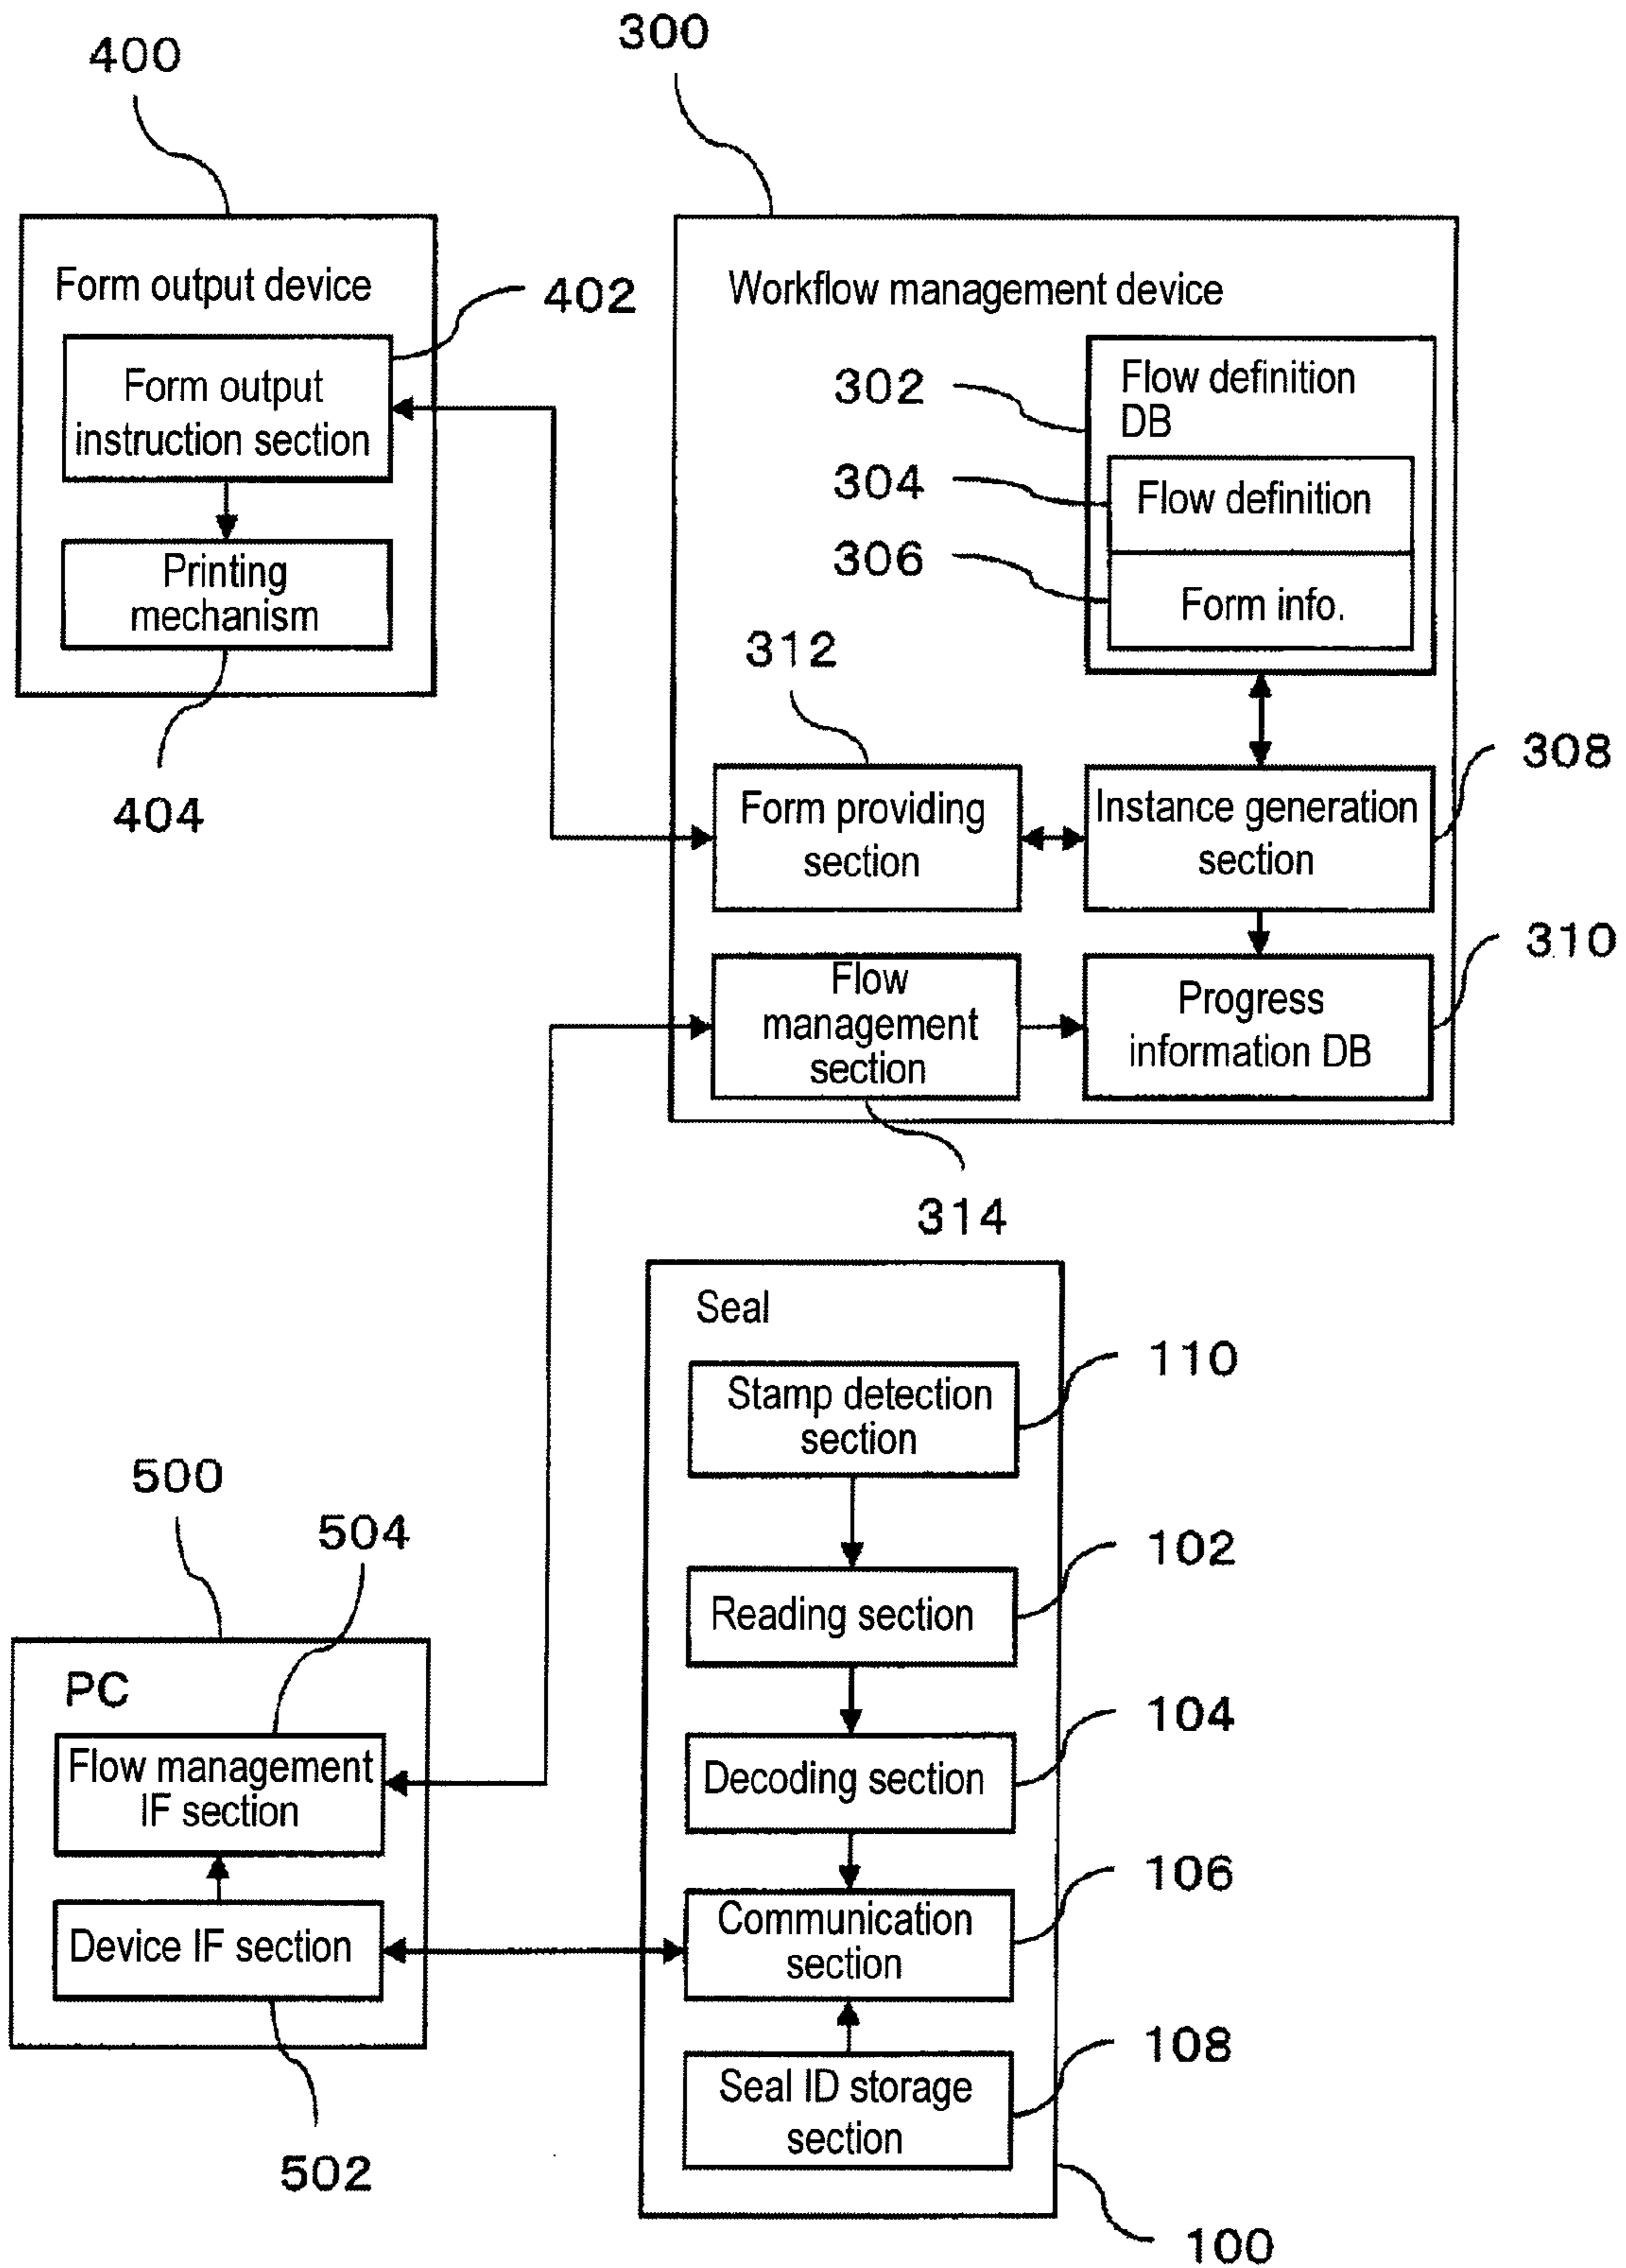 300
400
Form output device
402
Form output
instruction section
Printing
mechanism
404
Workflow management device
302
Flow definition
DB
304
Flow definition
306
Form info.
312
Form providing
section
Instance generation
section
308
310
Flow
management
section
Progress
information DB
314
Seal
110
Stamp detection
section
102
Reading section
104
Decoding section
106
Communication
section
108
Seal ID storage
section
100
500
504
PC
Flow management
IF section
Device IF section
502